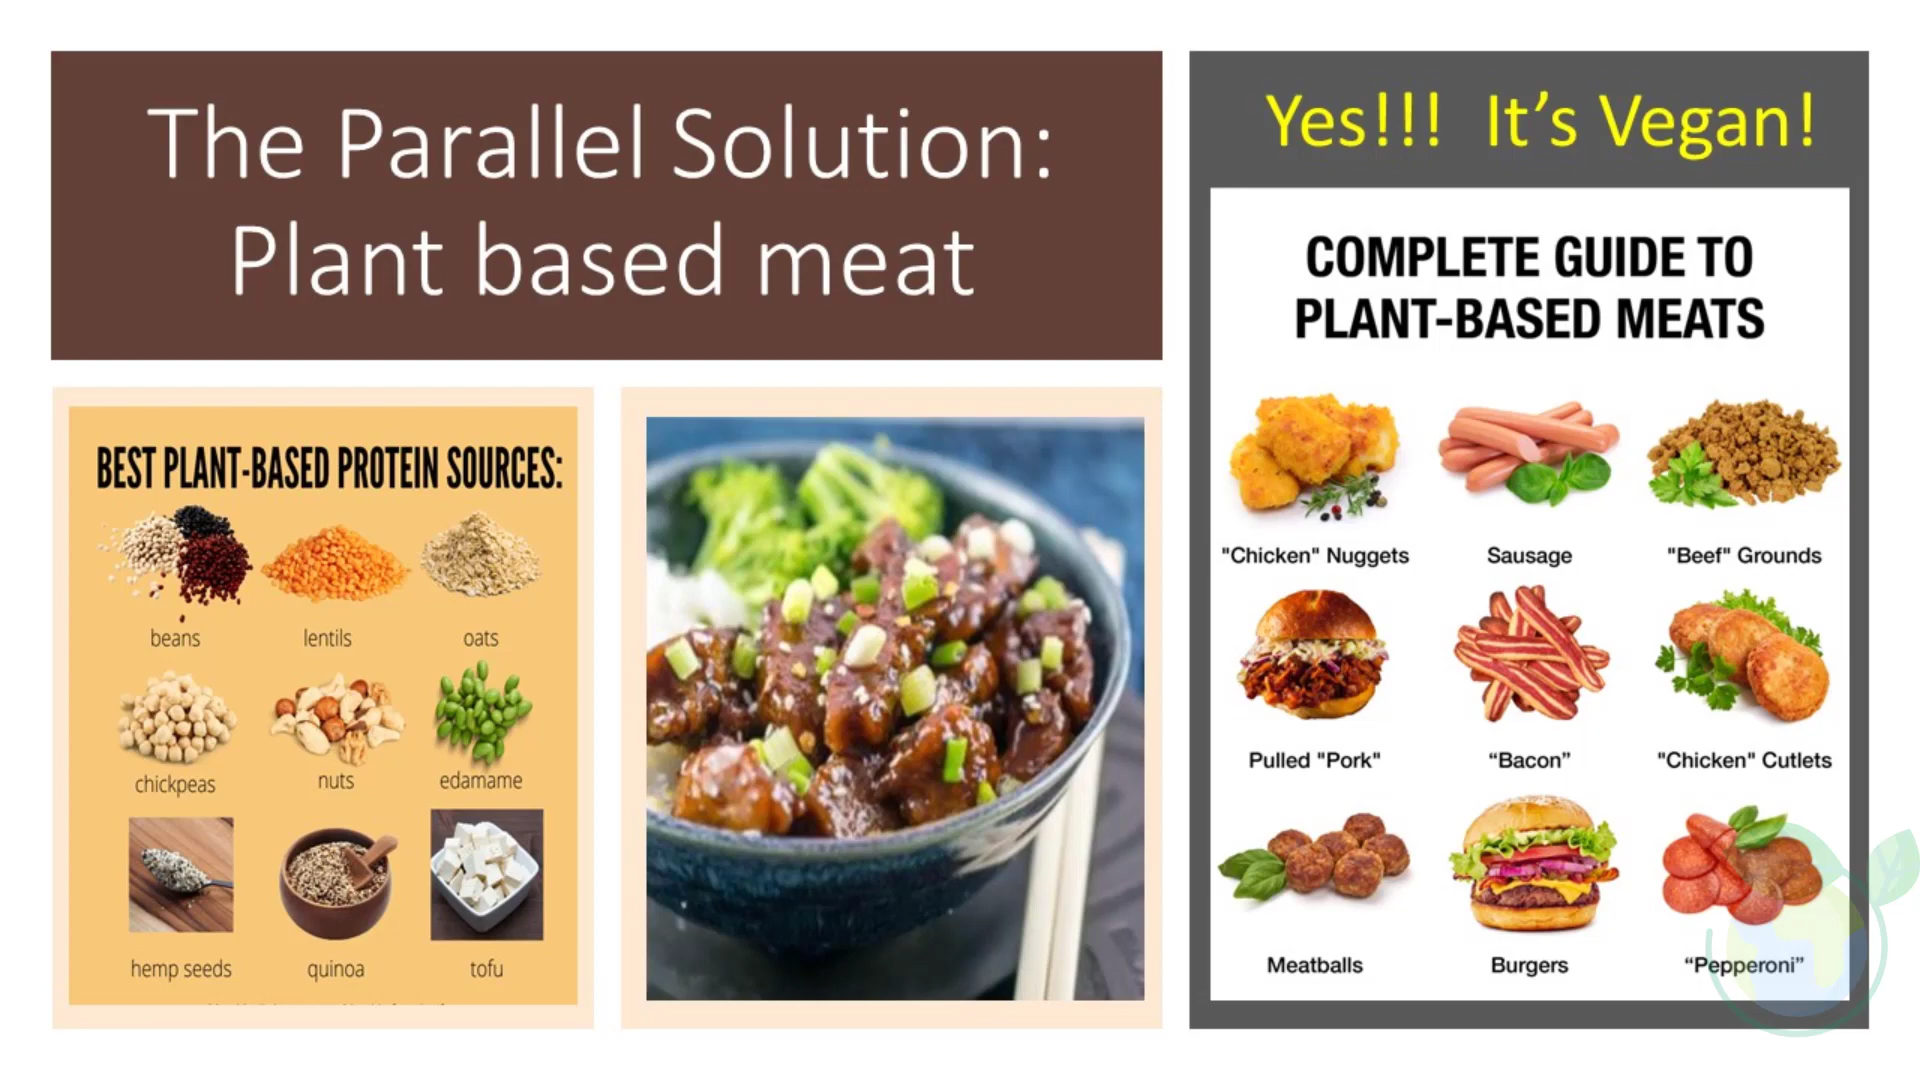 The Parallel Solution:
Plant based meat
Yes!!! It’s Vegan!
COMPLETE GUIDE TO
PLANT-BASED MEATS
"Chicken" Nuggets
Sausage
"Beef" Grounds
Pulled "Pork"
“Bacon”
"Chicken" Cutlets
Meatballs
Burgers
“Pepperoni”
BEST PLANT-BASED PROTEIN SOURCES:
beans
lentils
oats
chickpeas
nuts
edamame
hemp seeds
quinoa
tofu